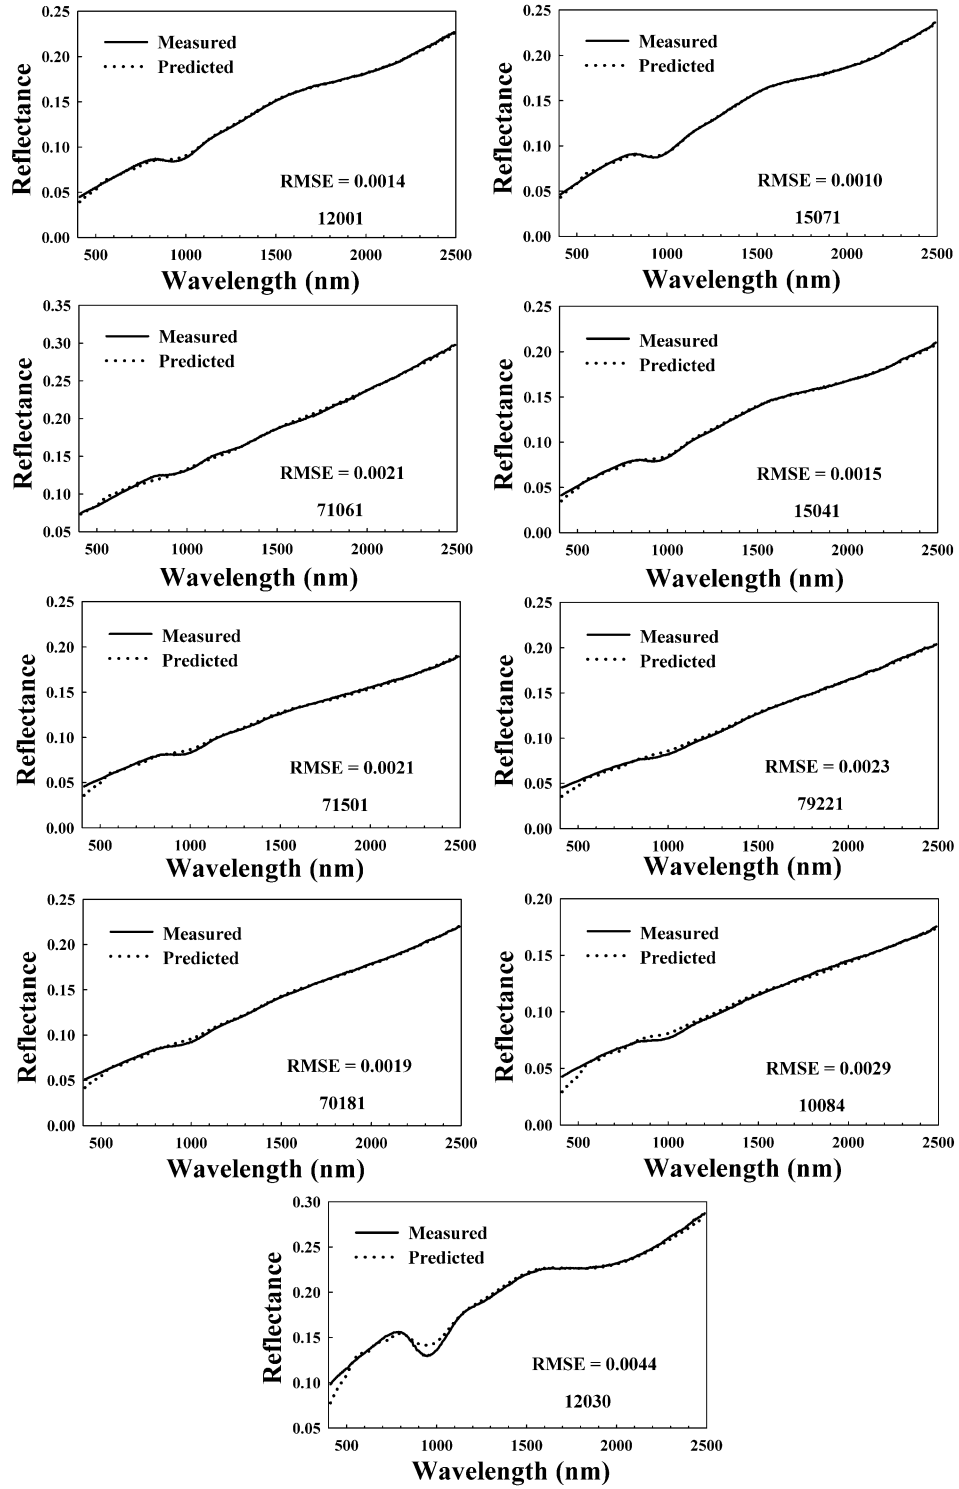 Reflectance
0.25
0.20
0.15
0.10
0.05
0.00
Measured
Predicted
RMSE = 0.0014
12001
500 1000 1500 2000 2500
Wavelength (nm)
Reflectance
0.25
0.20
0.15
0.10
0.05
0.00
Measured
Predicted
RMSE = 0.0010
15071
500 1000 1500 2000 2500
Wavelength (nm)
Reflectance
0.35
0.30
0.25
0.20
0.15
0.10
0.05
Measured
Predicted
RMSE = 0.0021
71061
500 1000 1500 2000 2500
Wavelength (nm)
Reflectance
0.25
0.20
0.15
0.10
0.05
0.00
Measured
Predicted
RMSE = 0.0015
15041
500 1000 1500 2000 2500
Wavelength (nm)
Reflectance
0.25
0.20
0.15
0.10
0.05
0.00
Measured
Predicted
RMSE = 0.0021
71501
500 1000 1500 2000 2500
Wavelength (nm)
Reflectance
0.25
0.20
0.15
0.10
0.05
0.00
Measured
Predicted
RMSE = 0.0023
79221
500 1000 1500 2000 2500
Wavelength (nm)
Reflectance
0.25
0.20
0.15
0.10
0.05
0.00
Measured
Predicted
RMSE = 0.0019
70181
500 1000 1500 2000 2500
Wavelength (nm)
Reflectance
0.20
0.15
0.10
0.05
0.00
Measured
Predicted
RMSE = 0.0029
10084
500 1000 1500 2000 2500
Wavelength (nm)
Reflectance
0.30
0.25
0.20
0.15
0.10
0.05
Measured
Predicted
RMSE = 0.0044
12030
500 1000 1500 2000 2500
Wavelength (nm)